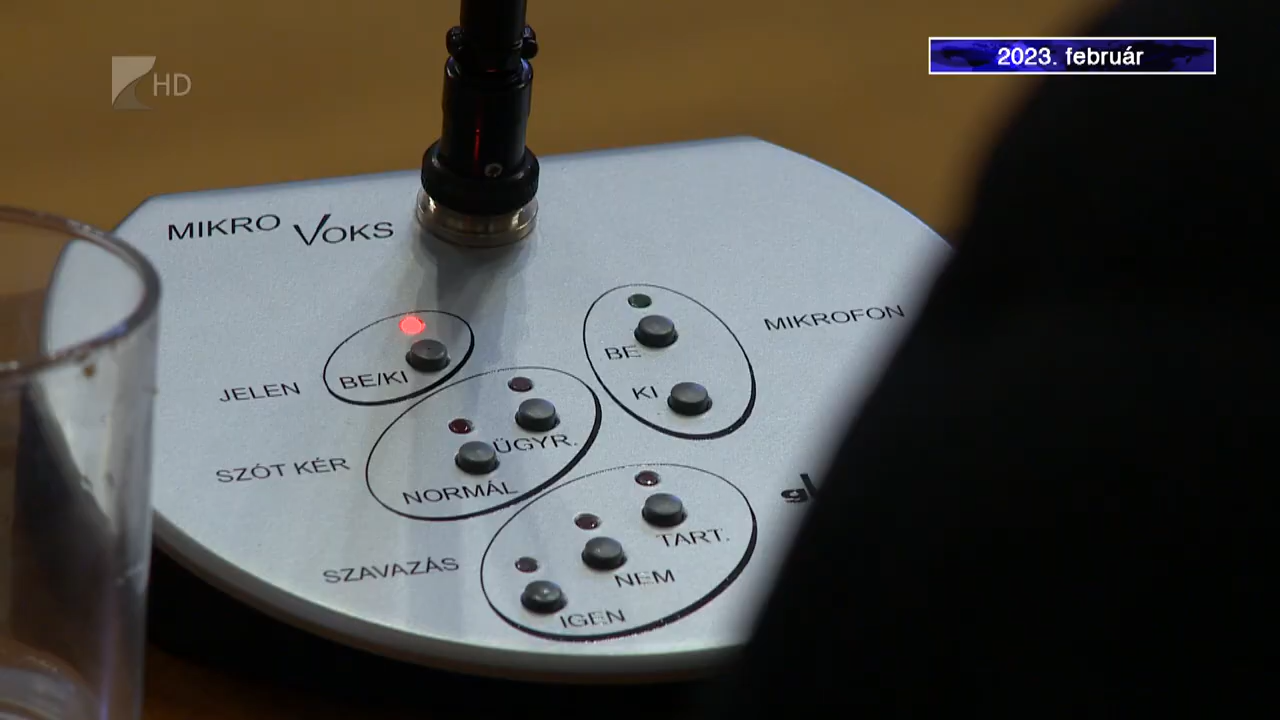 HD
2023. február
MIKRO VOKS
MIKROFON
BE
KI
JELEN
BE/KI
SZÓT KÉR
ÜGYR.
NORMÁL
SZAVAZÁS
TART.
NEM
IGEN